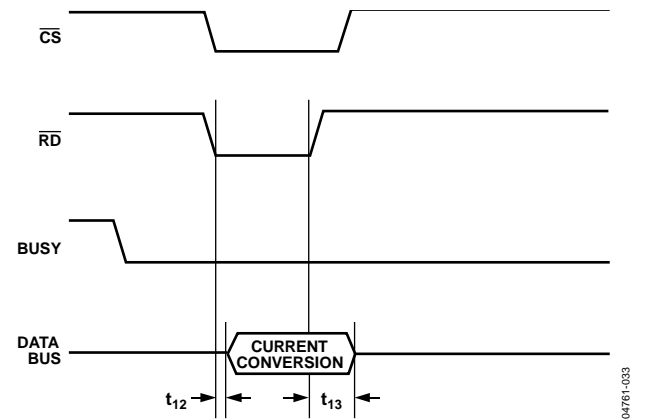 CS
RD
BUSY
DATA
BUS
CURRENT
CONVERSION
t12
t13
04761-033